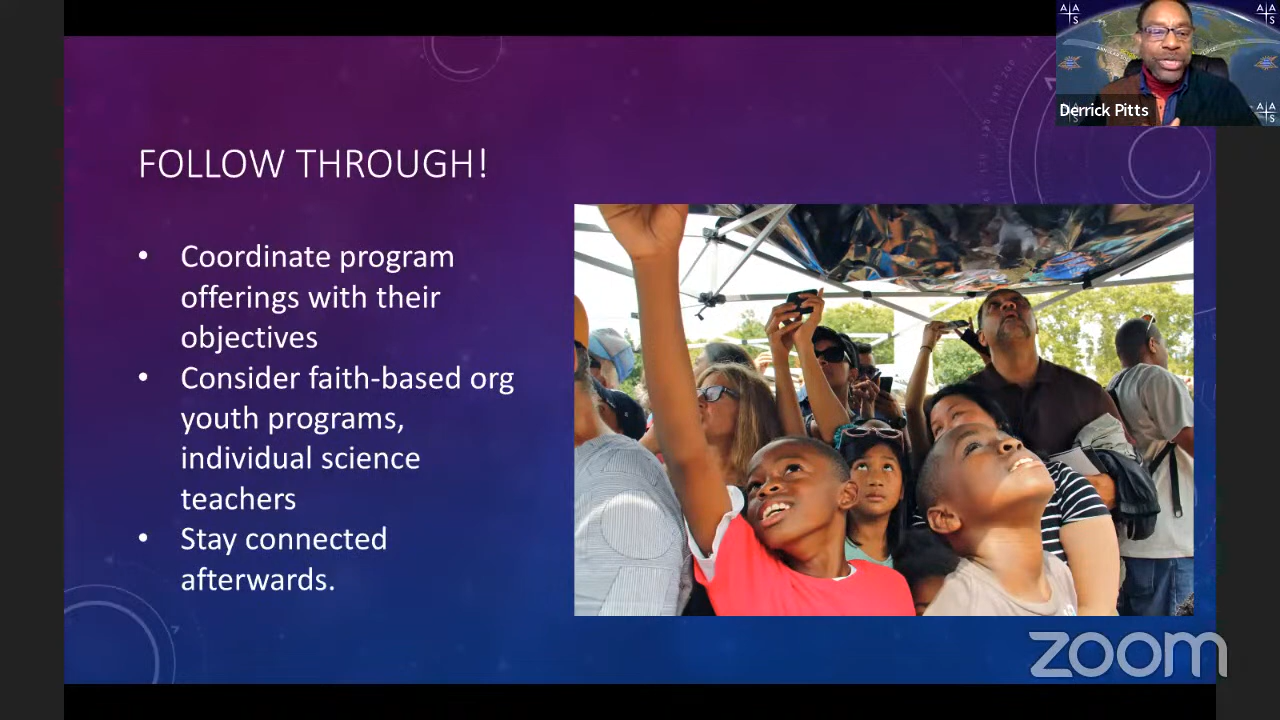 FOLLOW THROUGH!
• Coordinate program
offerings with their
objectives
• Consider faith-based org
youth programs,
individual science
teachers
• Stay connected
afterwards.
A A
S
A A
S
Derrick Pitts
A A
S
zoom